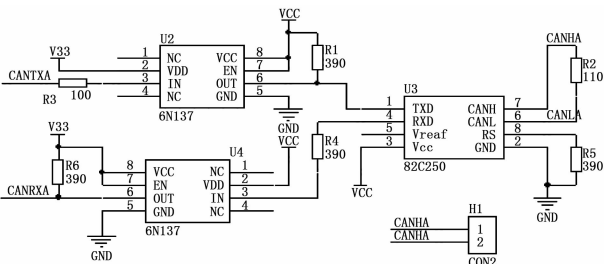 VCC
CANHA
U2
V33
1 NC VCC 8
2 VDD EN 7
3 IN OUT 6
4 NC GND 5
R1
390
R2
110
CANTXA
R3
100
6N137
GND
VCC
U3
1 TXD CANH 7
4 RXD CANL 6
5 Vreaf RS 8
3 Vcc GND 2
CANLA
82C250
V33
U4
R4
390
R6
390
8 VCC NC 1
7 EN VDD 2
6 OUT IN 3
5 GND NC 4
R5
390
CANRXA
6N137
VCC
GND
GND
H1
CANHA 1
CANHA 2
CON2